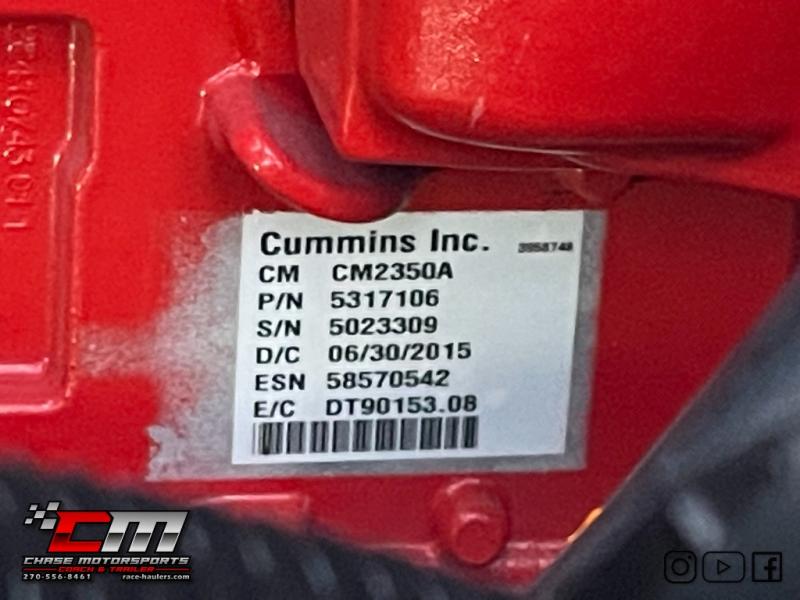 Cummins Inc. 3958748
CM CM2350A
P/N 5317106
S/N 5023309
D/C 06/30/2015
ESN 58570542
E/C DT90153.08
CM
CHASE MOTORSPORTS
COACH & TRAILER
270-556-8461 race-haulers.com